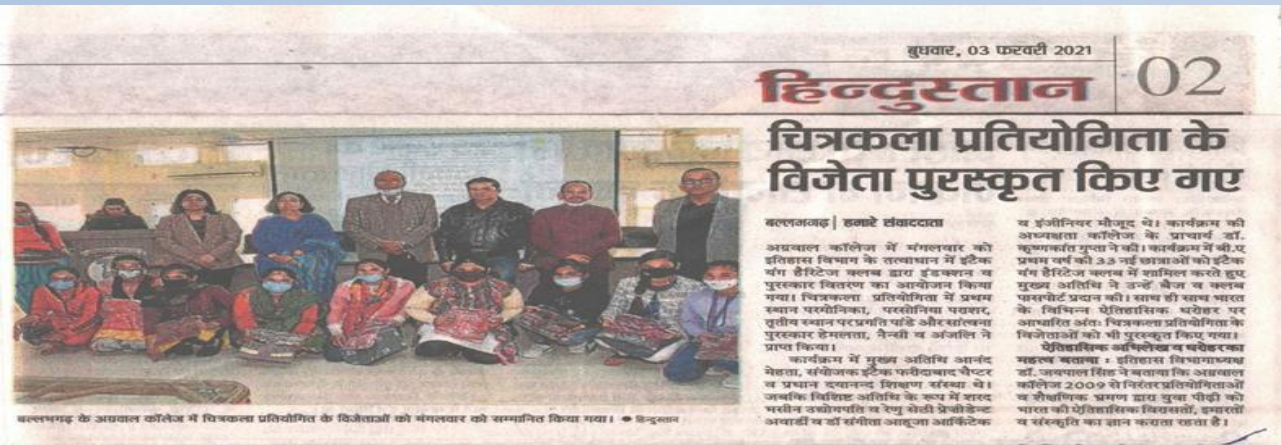 बुधवार, 03 फरवरी 2021
हिन्दुस्तान
02
चित्रकला प्रतियोगिता के
विजेता पुरस्कृत किए गए
बल्लभगढ़ | हमारे संवाददाता
अग्रवाल कॉलेज में मंगलवार को
इतिहास विभाग के तत्वाधान में इंटैक
यंग हैरिटेज क्लब द्वारा इंडक्शन व
पुरस्कार वितरण का आयोजन किया
गया। चित्रकला प्रतियोगिता में प्रथम
स्थान परमोनिका, परसोनिया पराशर,
तृतीय स्थान पर प्रगति पांडे और सांत्वना
पुरस्कार हेमलता, नैन्सी व अंजलि ने
प्राप्त किया।
कार्यक्रम में मुख्य अतिथि आनंद
मेहता, संयोजक इंटैक फरीदाबाद चैप्टर
व प्रधान दयानन्द शिक्षण संस्था थे।
जबकि विशिष्ट अतिथि के रूप में शरद
भसीन उद्योगपति व रेणु सेठी प्रेजीडेन्ट
अवार्डी व डॉ संगीता आहूजा आर्किटेक
व इंजीनियर मौजूद थे। कार्यक्रम की
अध्यक्षता कॉलेज के प्राचार्य डॉ.
कृष्णकांत गुप्ता ने की। कार्यक्रम में बी.ए
प्रथम वर्ष की 33 नई छात्राओं को इंटैक
यंग हैरिटेज क्लब में शामिल करते हुए
मुख्य अतिथि ने उन्हें बैज व क्लब
पासपोर्ट प्रदान की। साथ ही साथ भारत
के विभिन्न ऐतिहासिक धरोहर पर
आधारित अंतः चित्रकला प्रतियोगिता के
विजेताओं को भी पुरस्कृत किए गया।
ऐतिहासिक अभिलेख व धरोहर का
महत्व बताया : इतिहास विभागाध्यक्ष
डॉ. जयपाल सिंह ने बताया कि अग्रवाल
कॉलेज 2009 से निरंतर प्रतियोगिताओं
व शैक्षणिक भ्रमण द्वारा युवा पीढ़ी को
भारत की ऐतिहासिक विरासतों, इमारतों
व संस्कृति का ज्ञान कराता रहता है।
बल्लभगढ़ के अग्रवाल कॉलेज में चित्रकला प्रतियोगित के विजेताओं को मंगलवार को सम्मानित किया गया। ● हिन्दुस्तान